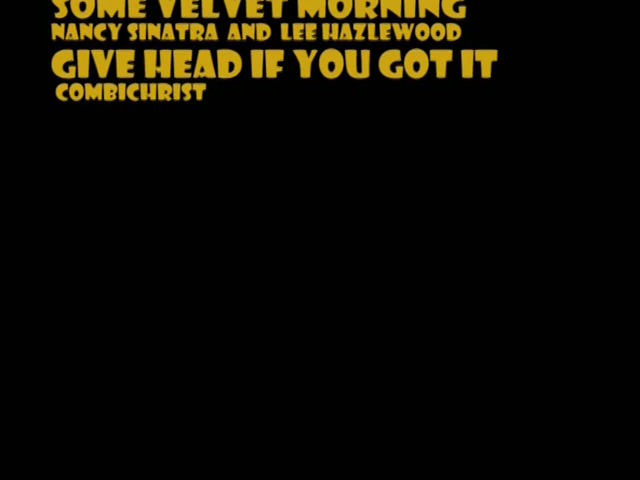 SOME VELVET MORNING
NANCY SINATRA AND LEE HAZLEWOOD
GIVE HEAD IF YOU GOT IT
COMBICHRIST